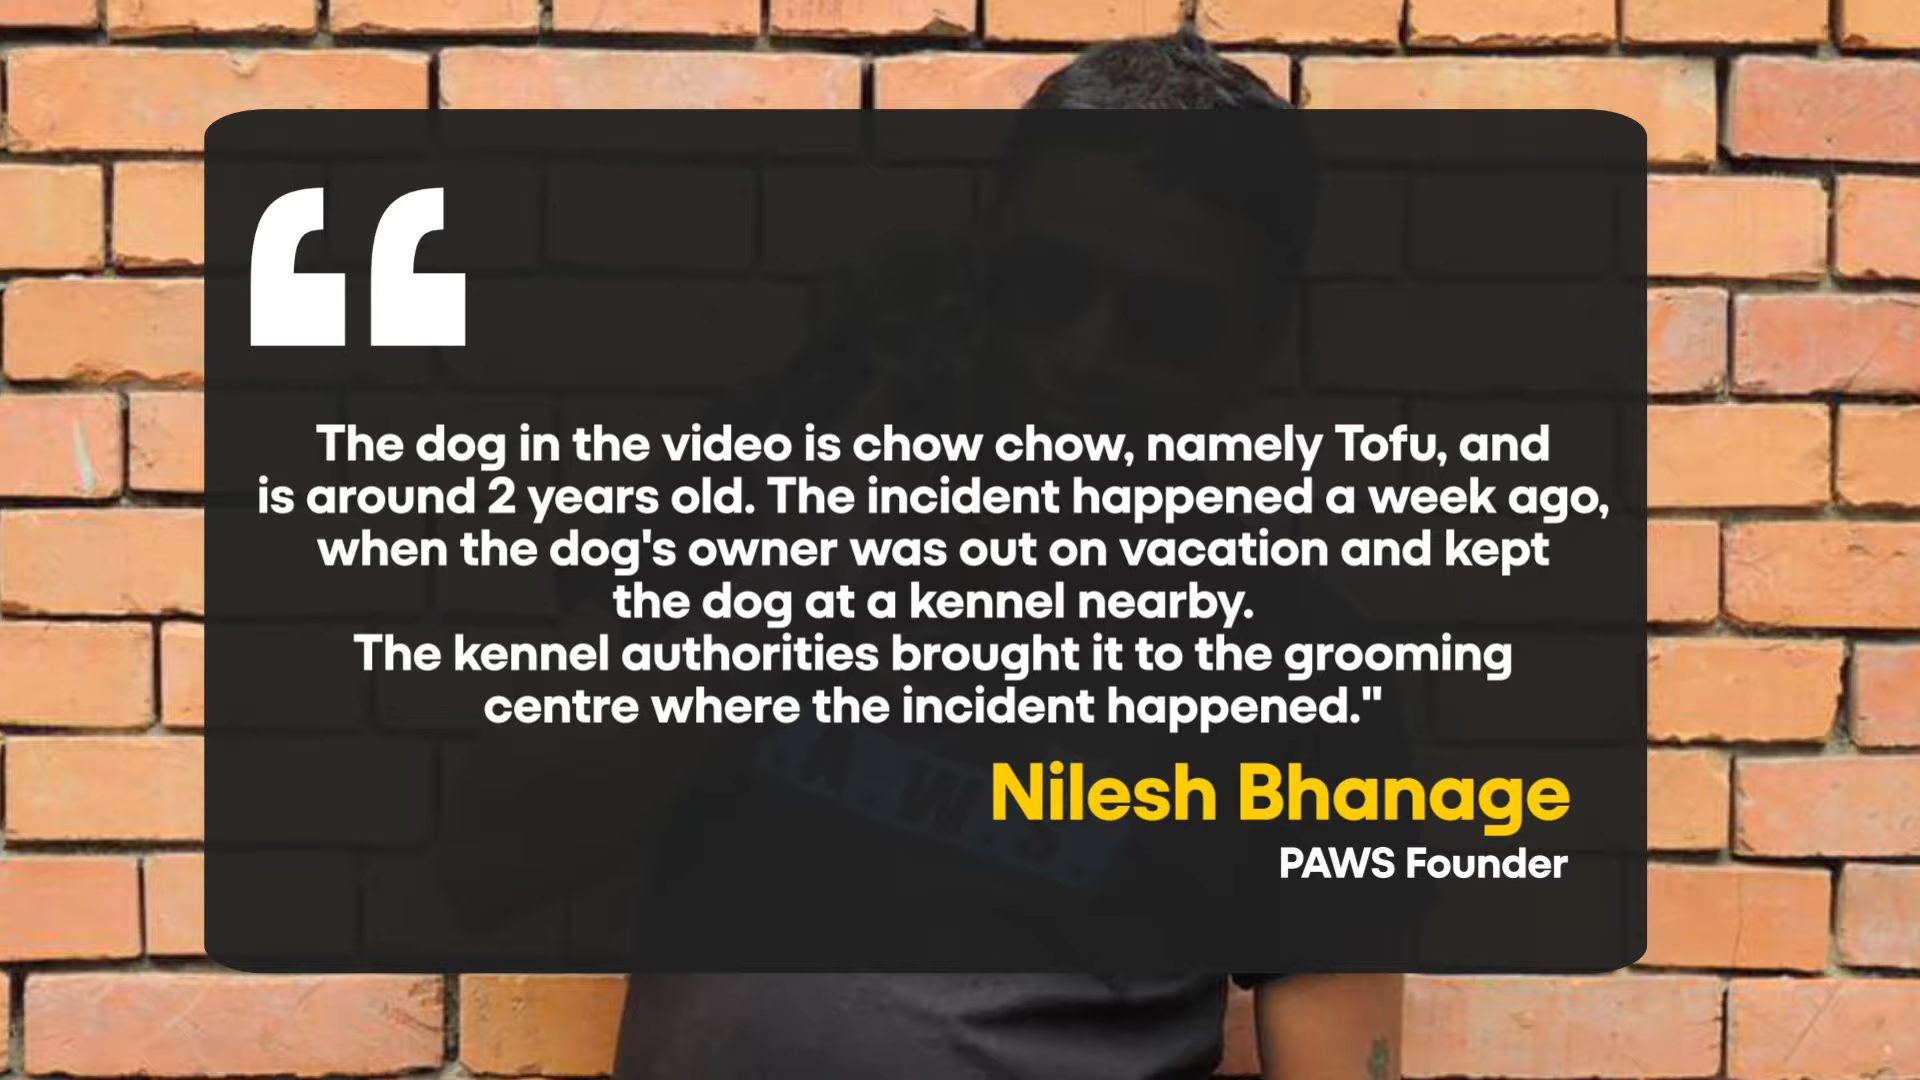 “
The dog in the video is chow chow, namely Tofu, and
is around 2 years old. The incident happened a week ago,
when the dog's owner was out on vacation and kept
the dog at a kennel nearby.
The kennel authorities brought it to the grooming
centre where the incident happened."
Nilesh Bhanage
PAWS Founder
PAWS